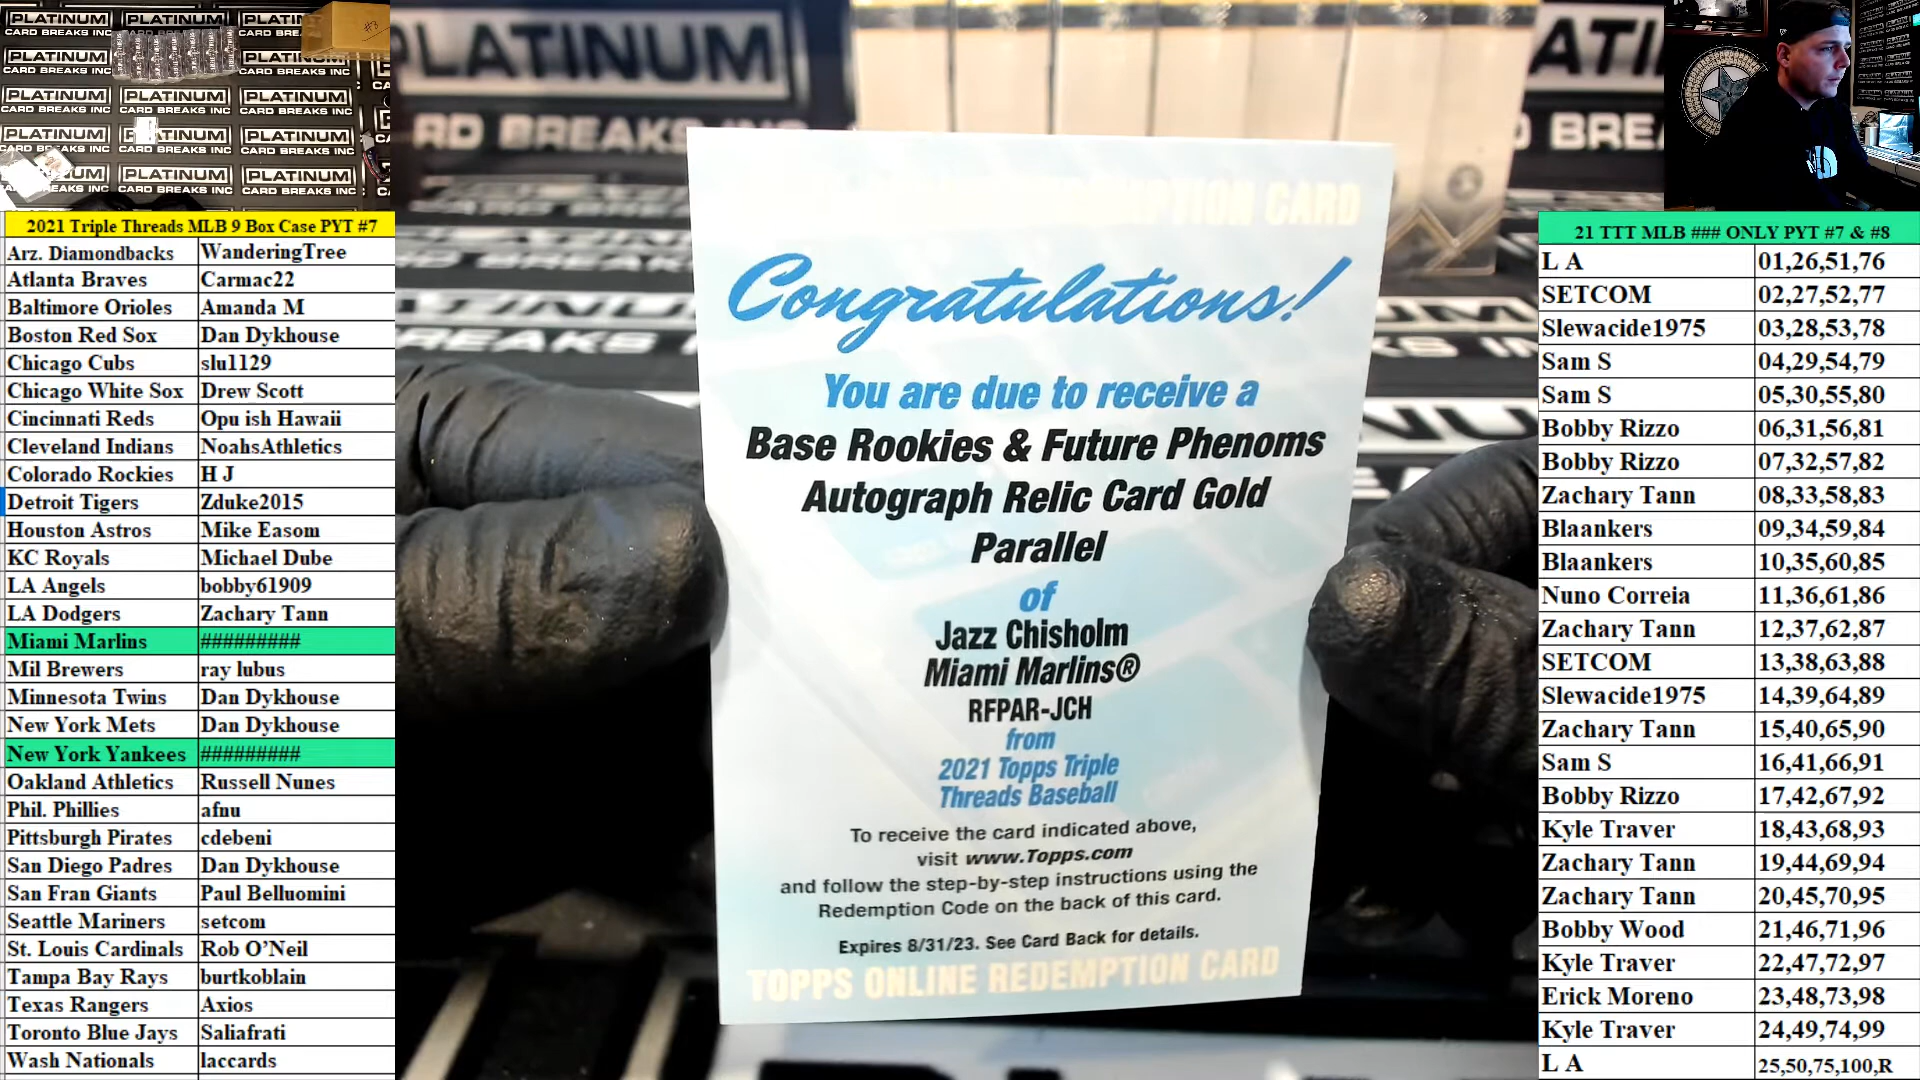 PLATINUM
CARD BREAKS INC
#3
PLATINUM
RD BREAKS INC
2021 Triple Threads MLB 9 Box Case PYT #7
Arz. Diamondbacks WanderingTree
Atlanta Braves Carmac22
Baltimore Orioles Amanda M
Boston Red Sox Dan Dykhouse
Chicago Cubs slu1129
Chicago White Sox Drew Scott
Cincinnati Reds Opu ish Hawaii
Cleveland Indians NoahsAthletics
Colorado Rockies H J
Detroit Tigers Zduke2015
Houston Astros Mike Easom
KC Royals Michael Dube
LA Angels bobby61909
LA Dodgers Zachary Tann
Miami Marlins #########
Mil Brewers ray lubus
Minnesota Twins Dan Dykhouse
New York Mets Dan Dykhouse
New York Yankees #########
Oakland Athletics Russell Nunes
Phil. Phillies afnu
Pittsburgh Pirates cdebeni
San Diego Padres Dan Dykhouse
San Fran Giants Paul Belluomini
Seattle Mariners setcom
St. Louis Cardinals Rob O'Neil
Tampa Bay Rays burtkoblain
Texas Rangers Axios
Toronto Blue Jays Saliafrati
Wash Nationals laccards
REDEMPTION CARD
Congratulations!
You are due to receive a
Base Rookies & Future Phenoms
Autograph Relic Card Gold
Parallel
of
Jazz Chisholm
Miami Marlins®
RFPAR-JCH
from
2021 Topps Triple
Threads Baseball
To receive the card indicated above,
visit www.Topps.com
and follow the step-by-step instructions using the
Redemption Code on the back of this card.
Expires 8/31/23. See Card Back for details.
TOPPS ONLINE REDEMPTION CARD
21 TTT MLB ### ONLY PYT #7 & #8
L A 01,26,51,76
SETCOM 02,27,52,77
Slewacide1975 03,28,53,78
Sam S 04,29,54,79
Sam S 05,30,55,80
Bobby Rizzo 06,31,56,81
Bobby Rizzo 07,32,57,82
Zachary Tann 08,33,58,83
Blaankers 09,34,59,84
Blaankers 10,35,60,85
Nuno Correia 11,36,61,86
Zachary Tann 12,37,62,87
SETCOM 13,38,63,88
Slewacide1975 14,39,64,89
Zachary Tann 15,40,65,90
Sam S 16,41,66,91
Bobby Rizzo 17,42,67,92
Kyle Traver 18,43,68,93
Zachary Tann 19,44,69,94
Zachary Tann 20,45,70,95
Bobby Wood 21,46,71,96
Kyle Traver 22,47,72,97
Erick Moreno 23,48,73,98
Kyle Traver 24,49,74,99
L A 25,50,75,100,R